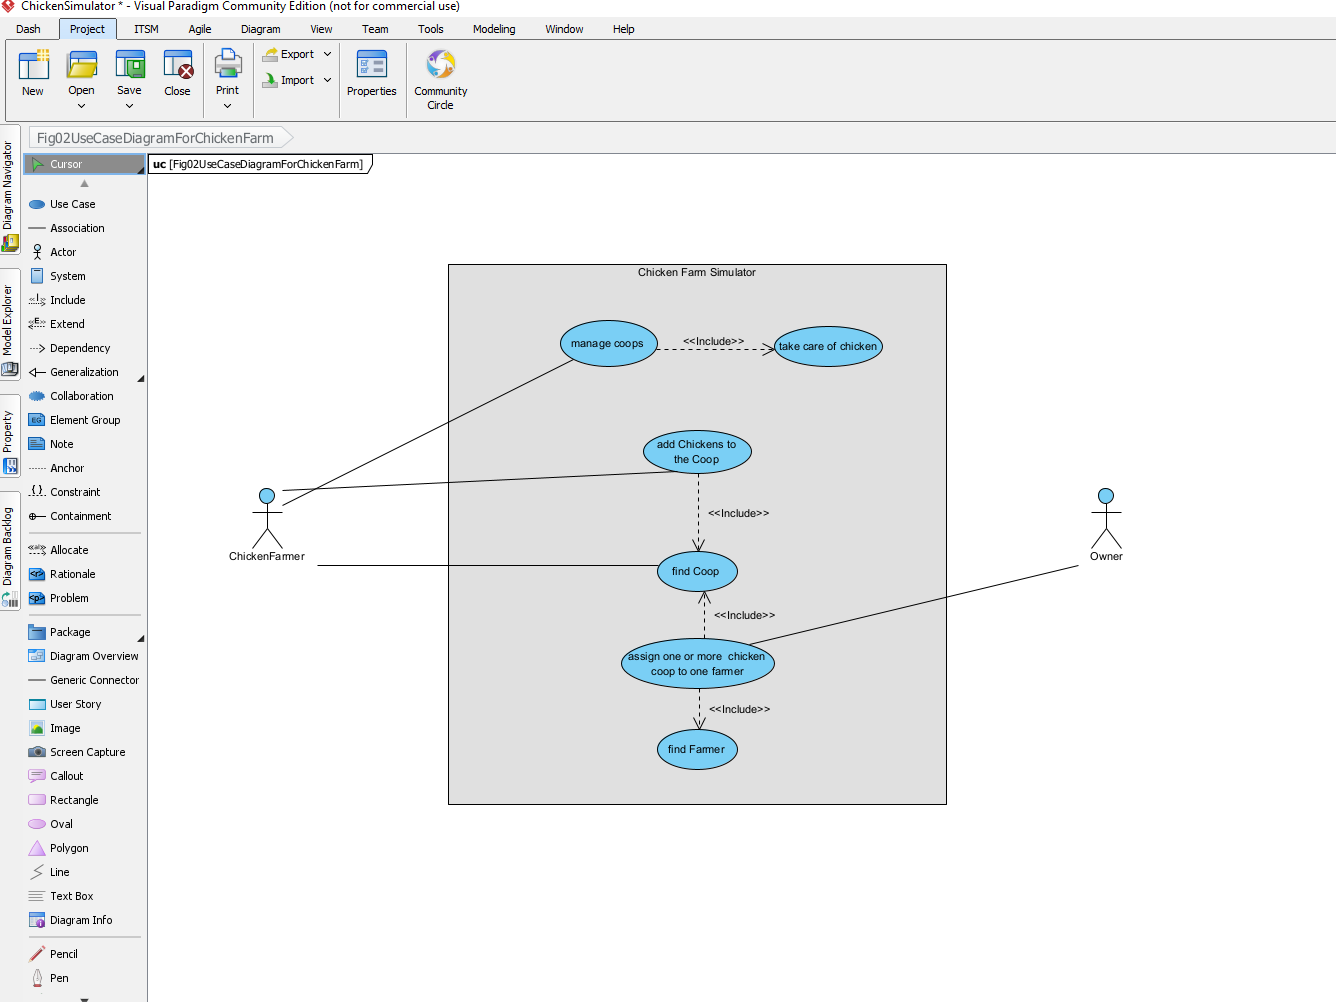 ChickenSimulator * - Visual Paradigm Community Edition (not for commercial use)
Dash Project ITSM Agile Diagram View Team Tools Modeling Window Help
New
Open
Save
Close
Print
Export
Import
Properties
Community
Circle
Fig02UseCaseDiagramForChickenFarm
Diagram Navigator
Model Explorer
Property
Diagram Backlog
Cursor
Use Case
Association
Actor
System
Include
Extend
Dependency
Generalization
Collaboration
EG Element Group
Note
Anchor
Constraint
Containment
Allocate
Rationale
Problem
Package
Diagram Overview
Generic Connector
User Story
Image
Screen Capture
Callout
Rectangle
Oval
Polygon
Line
Text Box
Diagram Info
Pencil
Pen
uc [Fig02UseCaseDiagramForChickenFarm]
Chicken Farm Simulator
manage coops
<<Include>>
take care of chicken
add Chickens to
the Coop
<<Include>>
ChickenFarmer
Owner
find Coop
<<Include>>
assign one or more chicken
coop to one farmer
<<Include>>
find Farmer